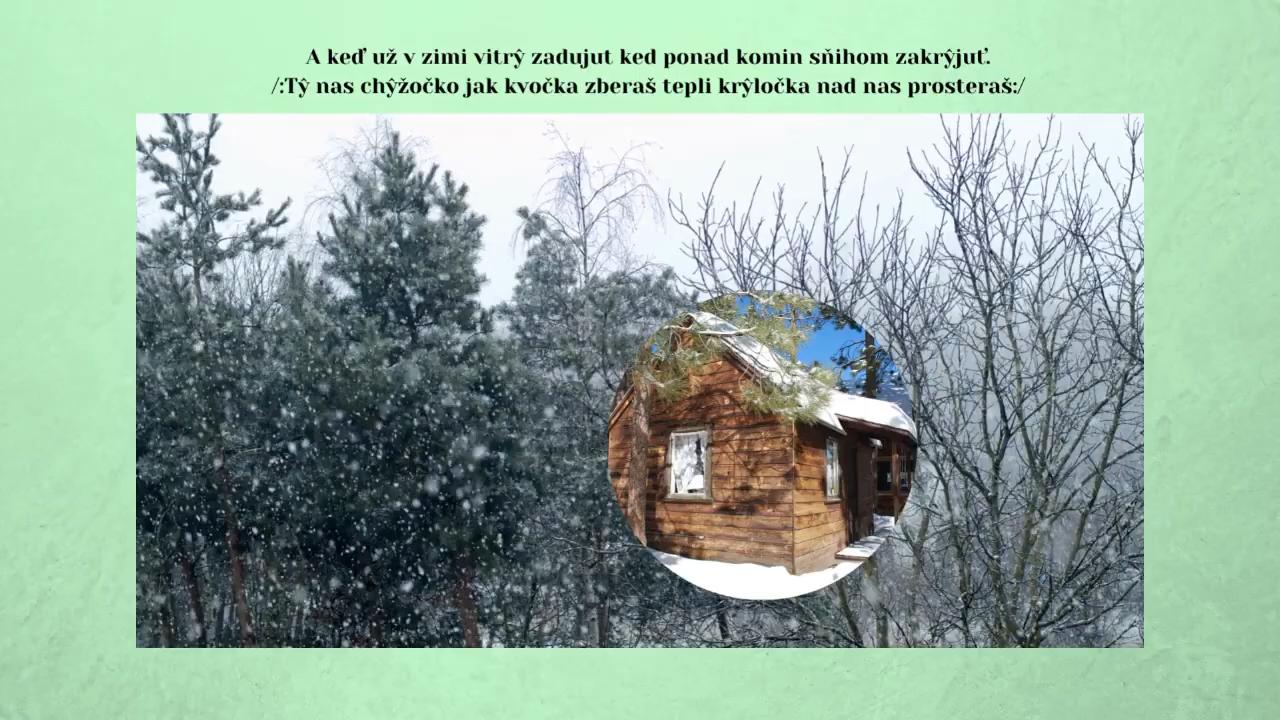 A keď už v zimi vitrŷ zadujut ked ponad komin sňihom zakrŷjuť.
/:Tŷ nas chŷžočko jak kvočka zberaš tepli krŷločka nad nas prosteraš:/